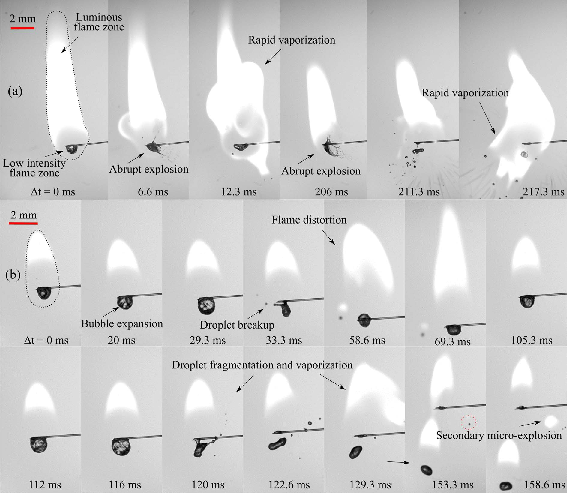 2 mm
Luminous
flame zone
Rapid vaporization
(a)
Rapid vaporization
Low intensity
flame zone
Abrupt explosion
Abrupt explosion
Δt = 0 ms
6.6 ms
12.3 ms
206 ms
211.3 ms
217.3 ms
2 mm
Flame distortion
(b)
Bubble expansion
Droplet breakup
Δt = 0 ms
20 ms
29.3 ms
33.3 ms
58.6 ms
69.3 ms
105.3 ms
Droplet fragmentation and vaporization
Secondary micro-explosion
112 ms
116 ms
120 ms
122.6 ms
129.3 ms
153.3 ms
158.6 ms